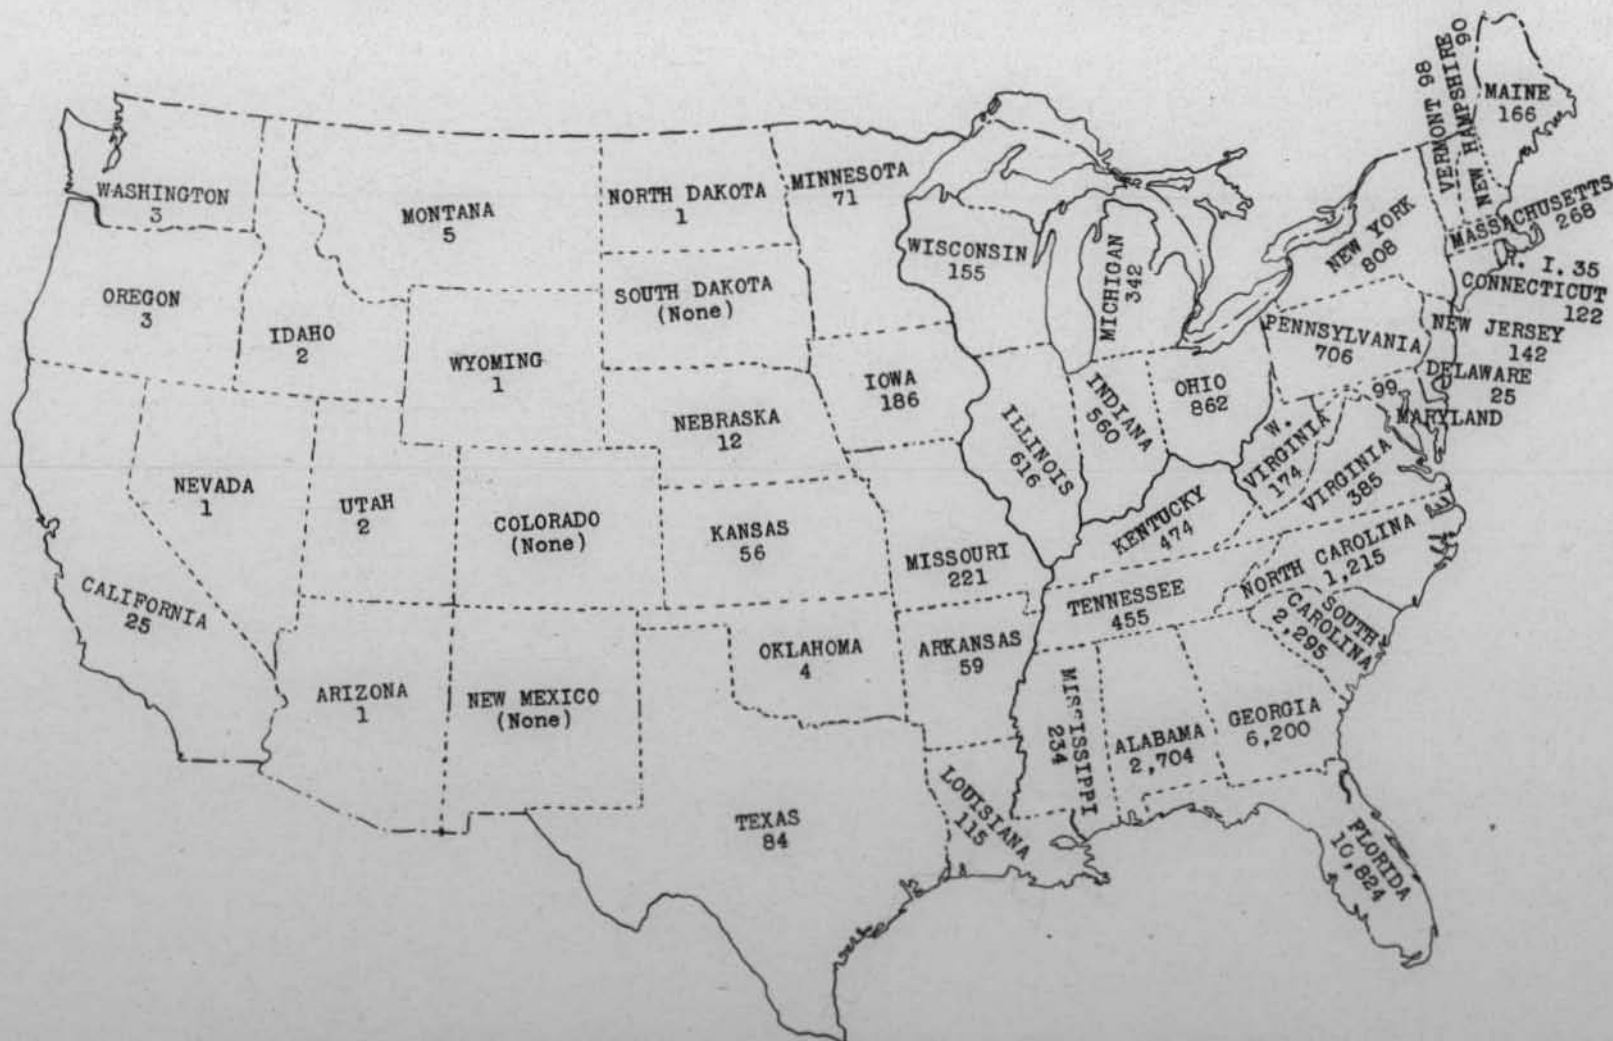 VERMONT 98
NEW HAMPSHIRE
90
MAINE
166
WASHINGTON
3
MONTANA
5
NORTH DAKOTA
1
MINNESOTA
71
WISCONSIN
155
MICHIGAN
342
NEW YORK
808
MASSACHUSETTS
268
R. I. 35
CONNECTICUT
122
OREGON
3
IDAHO
2
WYOMING
1
SOUTH DAKOTA
(None)
IOWA
186
NEBRASKA
12
ILLINOIS
616
INDIANA
560
OHIO
862
PENNSYLVANIA
706
NEW JERSEY
142
DELAWARE
25
99
MARYLAND
W.
VIRGINIA
174
VIRGINIA
385
NEVADA
1
UTAH
2
COLORADO
(None)
KANSAS
56
MISSOURI
221
KENTUCKY
474
CALIFORNIA
25
ARIZONA
1
NEW MEXICO
(None)
OKLAHOMA
4
ARKANSAS
59
TENNESSEE
455
NORTH CAROLINA
1,215
SOUTH
CAROLINA
2,295
TEXAS
84
LOUISIANA
115
MISSISSIPPI
234
ALABAMA
2,704
GEORGIA
6,200
FLORIDA
10,824